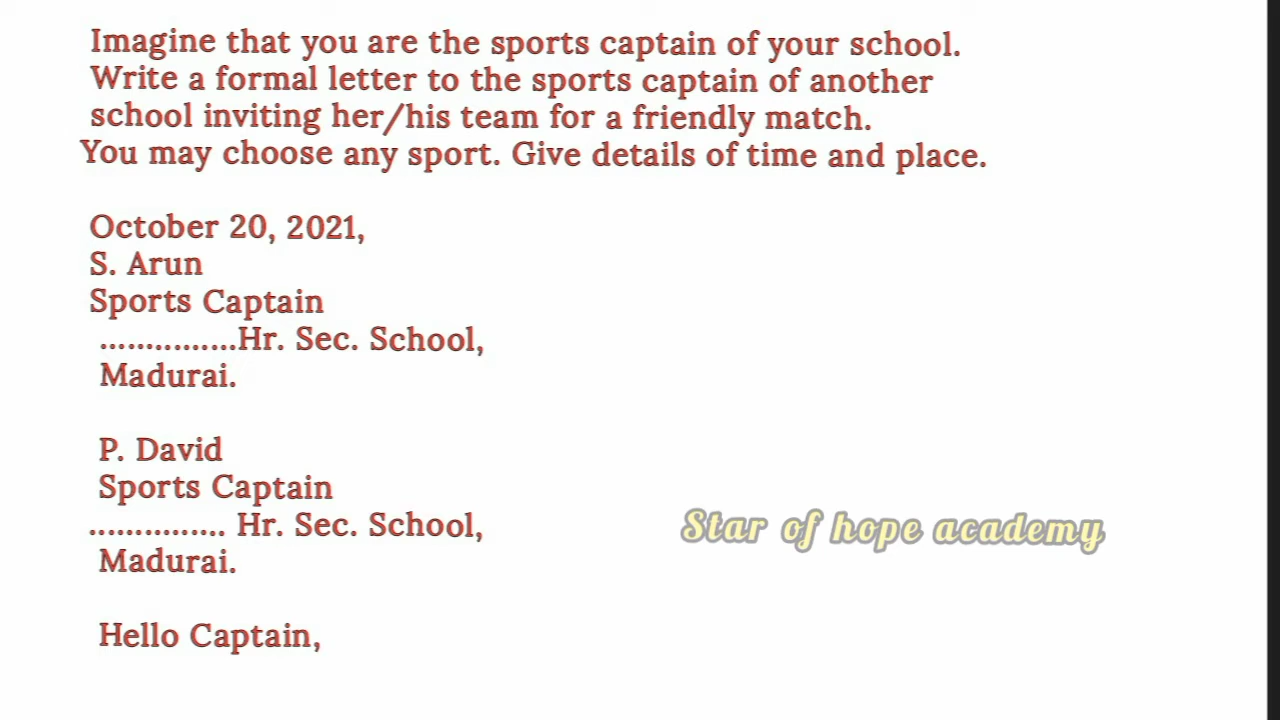 Imagine that you are the sports captain of your school.
Write a formal letter to the sports captain of another
school inviting her/his team for a friendly match.
You may choose any sport. Give details of time and place.
October 20, 2021,
S. Arun
Sports Captain
...............Hr. Sec. School,
Madurai.
P. David
Sports Captain
............... Hr. Sec. School,
Madurai.
Star of hope academy
Hello Captain,